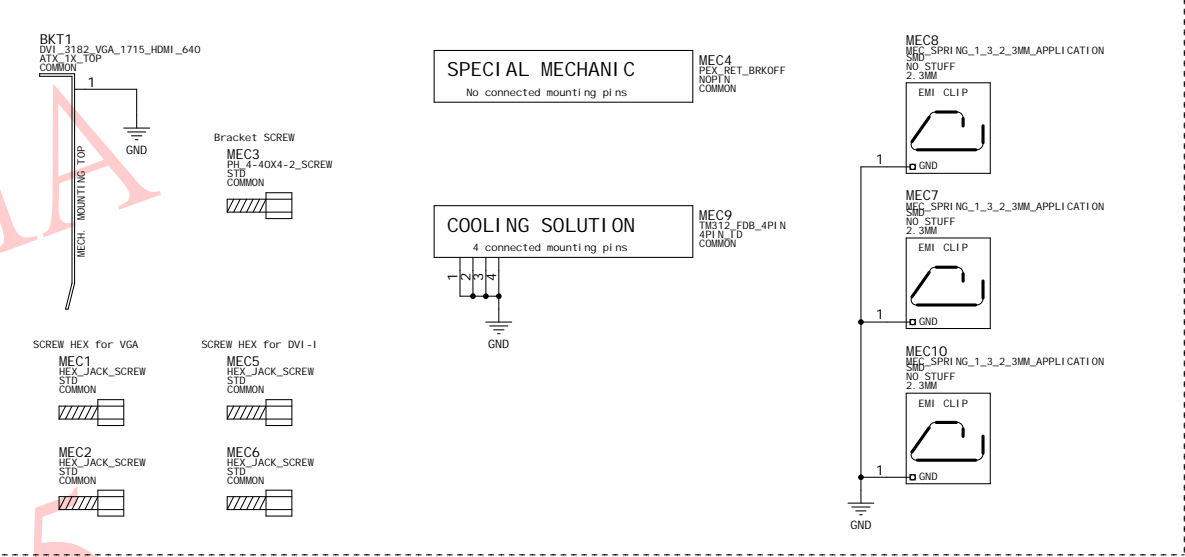 BKT1
DVI_3182_VGA_1715_HDMI_640
ATX_1X_TOP
COMMON
1
GND
MECH. MOUNTING TOP
Bracket SCREW
MEC3
PH_4-40X4-2_SCREW
STD
COMMON
SCREW HEX for VGA
MEC1
HEX_JACK_SCREW
STD
COMMON
MEC2
HEX_JACK_SCREW
STD
COMMON
SCREW HEX for DVI-I
MEC5
HEX_JACK_SCREW
STD
COMMON
MEC6
HEX_JACK_SCREW
STD
COMMON
SPECIAL MECHANIC
No connected mounting pins
MEC4
PEX_RET_BRKOFF
NOPIN
COMMON
COOLING SOLUTION
4 connected mounting pins
MEC9
TM312_FDB_4PIN
4PIN_ID
COMMON
1
2
3
4
GND
MEC8
MEC_SPRING_1_3_2_3MM_APPLICATION
SMD
NO STUFF
2.3MM
EMI CLIP
1
GND
MEC7
MEC_SPRING_1_3_2_3MM_APPLICATION
SMD
NO STUFF
2.3MM
EMI CLIP
1
GND
MEC10
MEC_SPRING_1_3_2_3MM_APPLICATION
SMD
NO STUFF
2.3MM
EMI CLIP
1
GND
GND